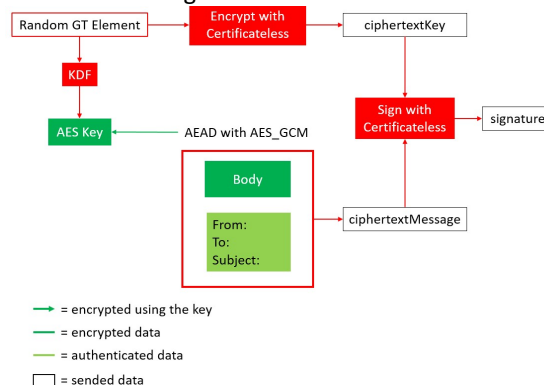 Random GT Element
Encrypt with
Certificateless
ciphertextKey
KDF
AES Key
AEAD with AES_GCM
Sign with
Certificateless
signature
Body
From:
To:
Subject:
ciphertextMessage
= encrypted using the key
= encrypted data
= authenticated data
= sended data